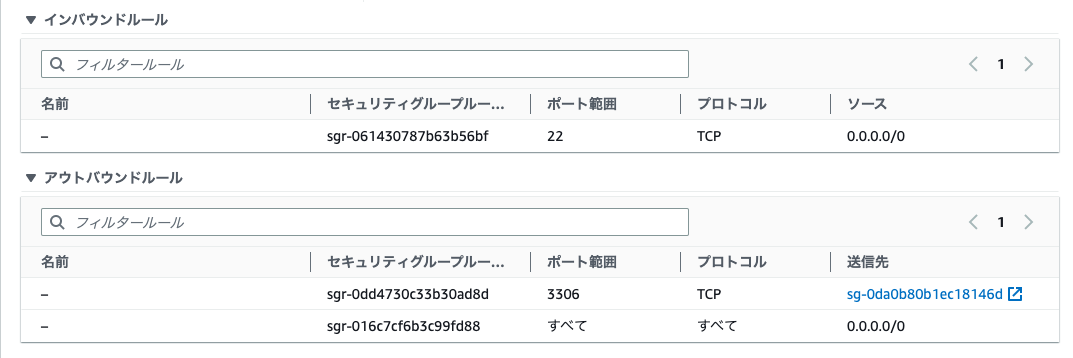 ▼ インバウンドルール
フィルタールール
1
名前 セキュリティグループルー... ポート範囲 プロトコル ソース
– sgr-061430787b63b56bf 22 TCP 0.0.0.0/0
▼ アウトバウンドルール
フィルタールール
1
名前 セキュリティグループルー... ポート範囲 プロトコル 送信先
– sgr-0dd4730c33b30ad8d 3306 TCP sg-0da0b80b1ec18146d
– sgr-016c7cf6b3c99fd88 すべて すべて 0.0.0.0/0